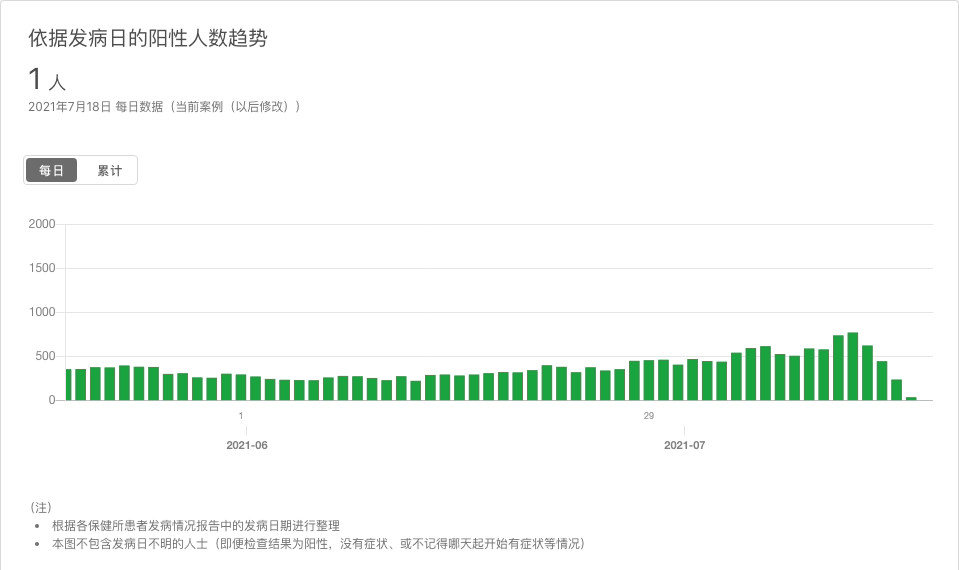 依据发病日的阳性人数趋势
1 人
2021年7月18日 每日数据（当前案例（以后修改））
每日 累计
2000
1500
1000
500
0
1 29
2021-06 2021-07
（注）
• 根据各保健所患者发病情况报告中的发病日期进行整理
• 本图不包含发病日不明的人士（即便检查结果为阳性，没有症状、或不记得哪天起开始有症状等情况）